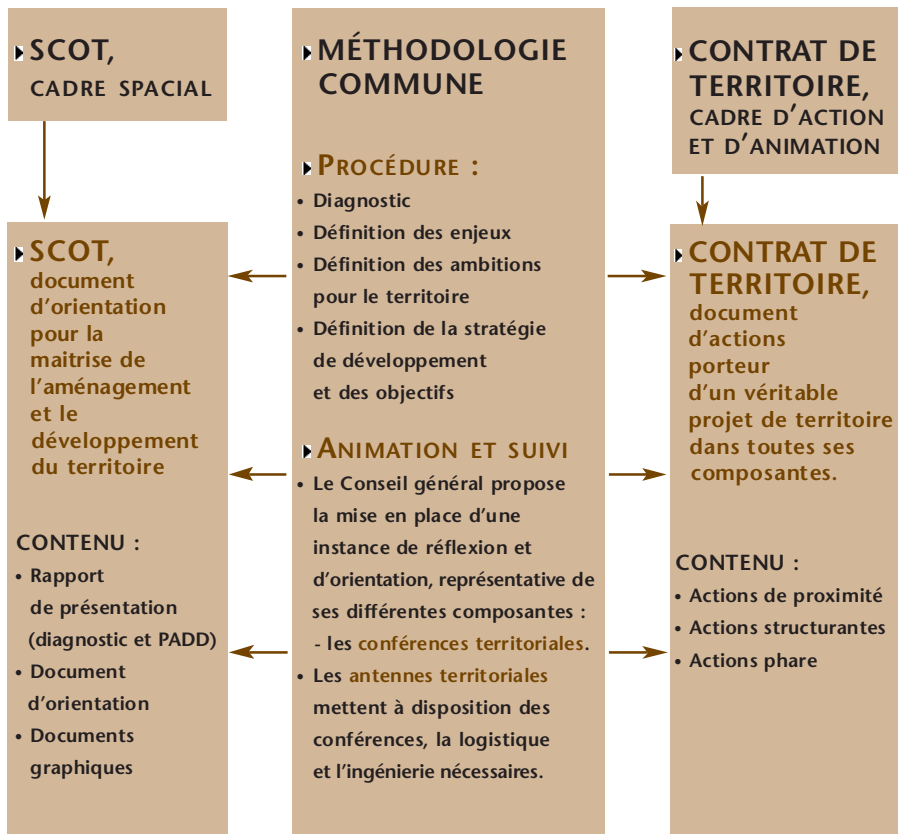 SCOT,
CADRE SPACIAL
SCOT,
document
d'orientation
pour la
maitrise de
l'aménagement
et le
développement
du territoire
CONTENU :
• Rapport
de présentation
(diagnostic et PADD)
• Document
d'orientation
• Documents
graphiques
MÉTHODOLOGIE
COMMUNE
PROCÉDURE :
• Diagnostic
• Définition des enjeux
• Définition des ambitions
pour le territoire
• Définition de la stratégie
de développement
et des objectifs
ANIMATION ET SUIVI
• Le Conseil général propose
la mise en place d'une
instance de réflexion et
d'orientation, représentative de
ses différentes composantes :
- les conférences territoriales.
• Les antennes territoriales
mettent à disposition des
conférences, la logistique
et l'ingénierie nécessaires.
CONTRAT DE
TERRITOIRE,
CADRE D'ACTION
ET D'ANIMATION
CONTRAT DE
TERRITOIRE,
document
d'actions
porteur
d'un véritable
projet de territoire
dans toutes ses
composantes.
CONTENU :
• Actions de proximité
• Actions structurantes
• Actions phare